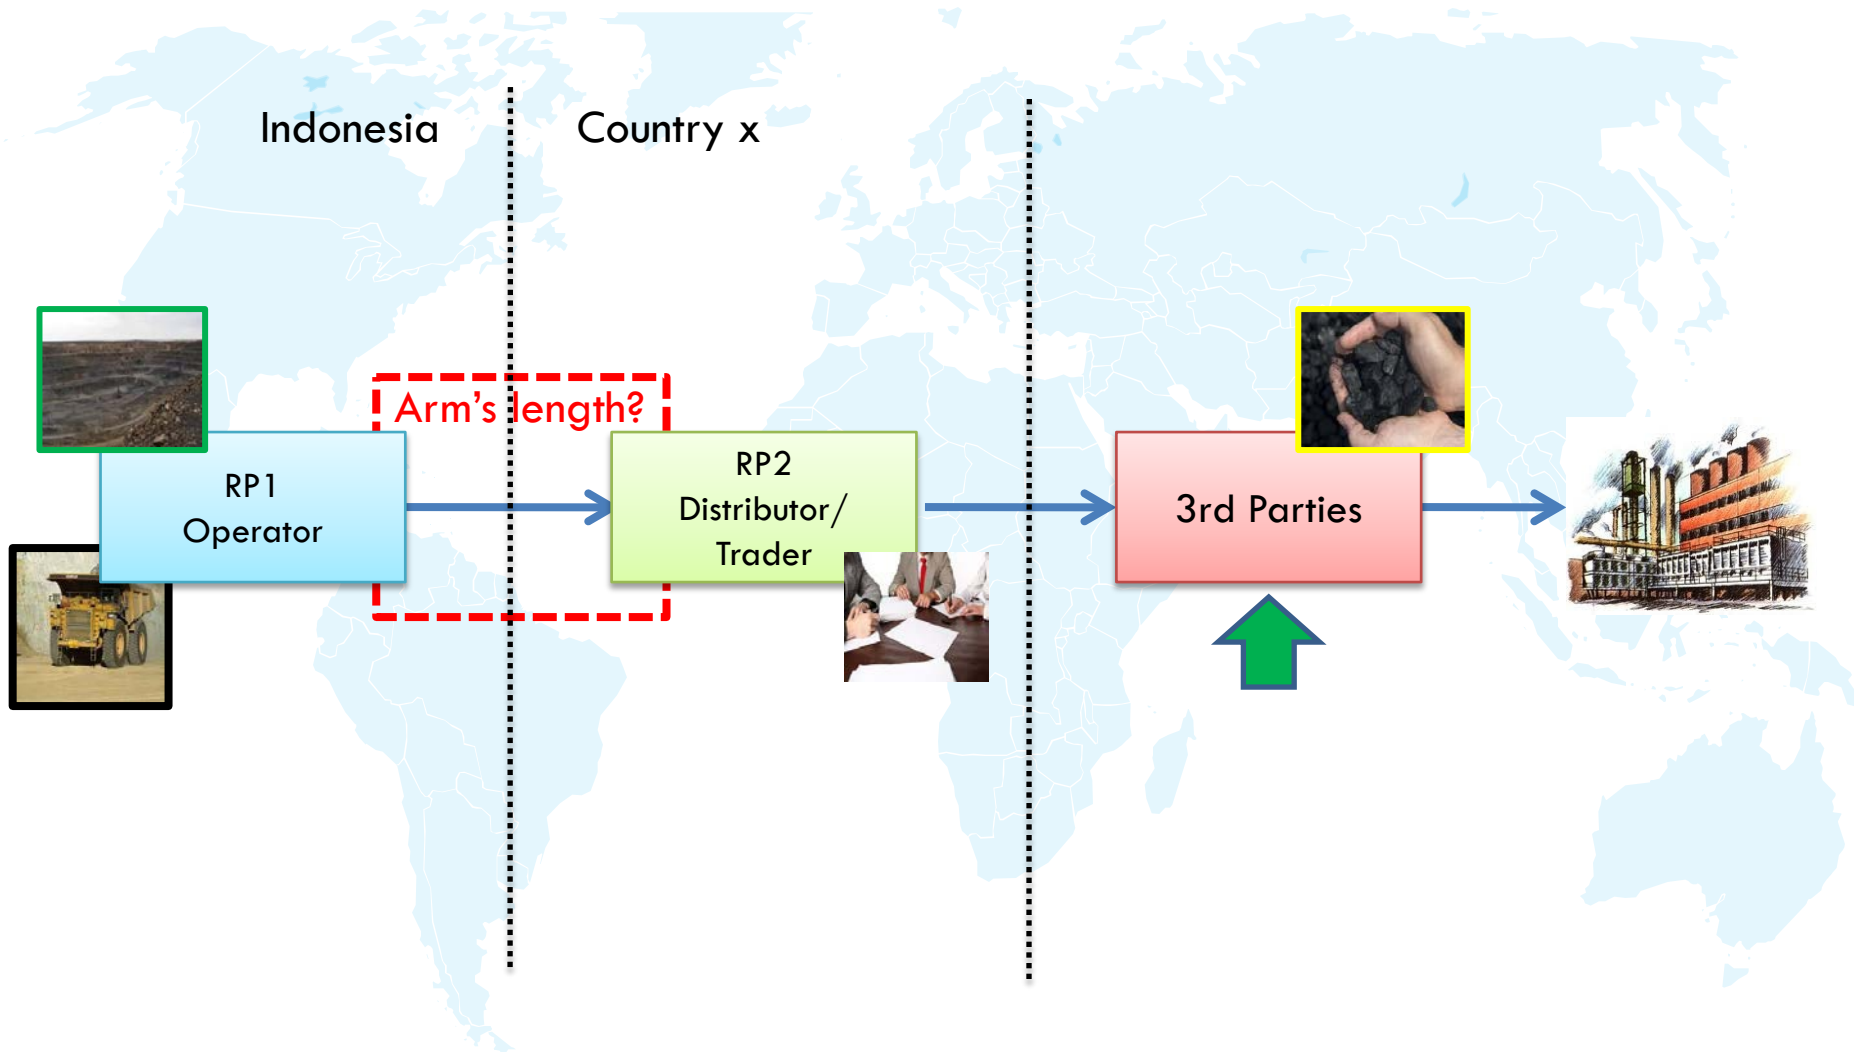 Indonesia
Country x
Arm's length?
RP1
Operator
RP2
Distributor/
Trader
3rd Parties